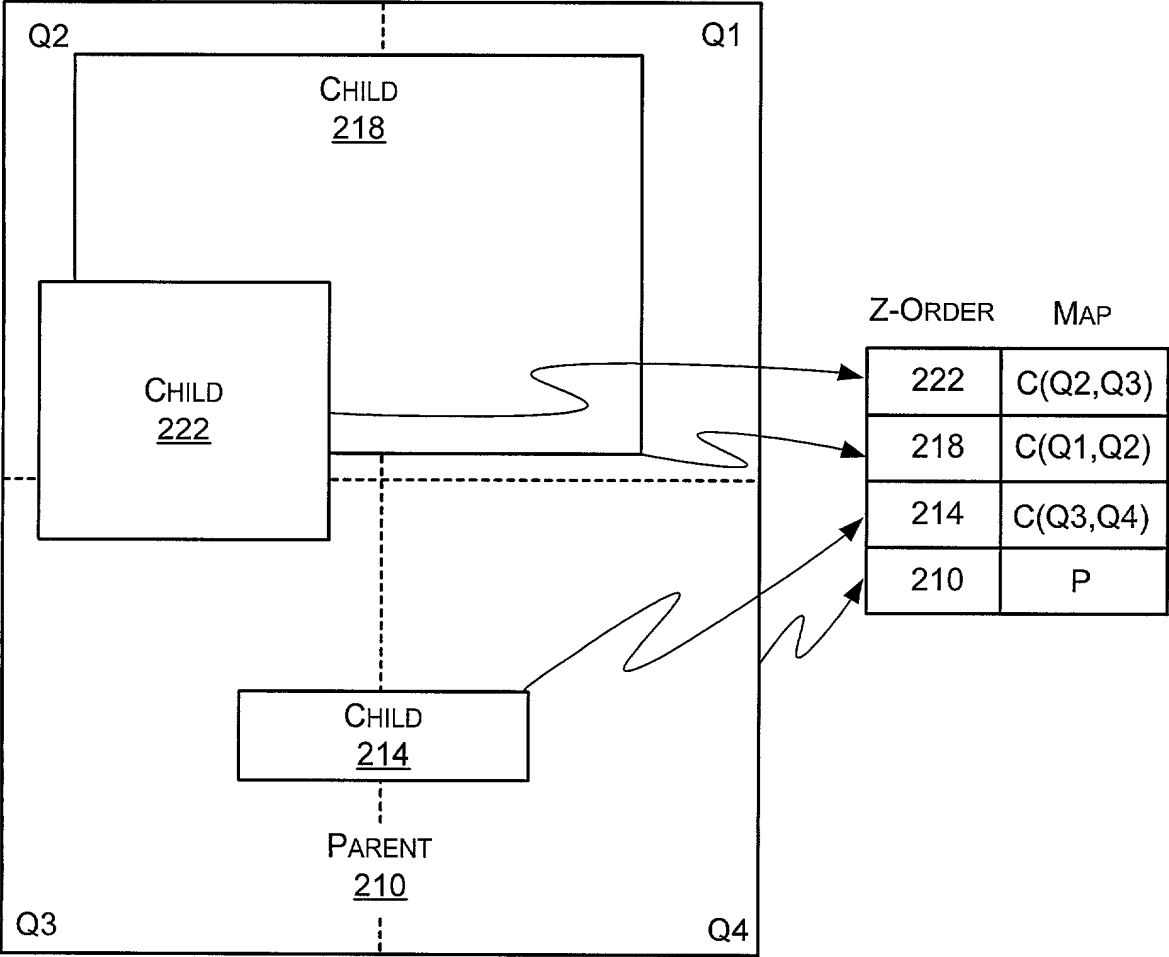 Q2
Q1
CHILD
218
CHILD
222
Z-ORDER MAP
222 C(Q2,Q3)
218 C(Q1,Q2)
214 C(Q3,Q4)
210 P
CHILD
214
PARENT
210
Q3
Q4